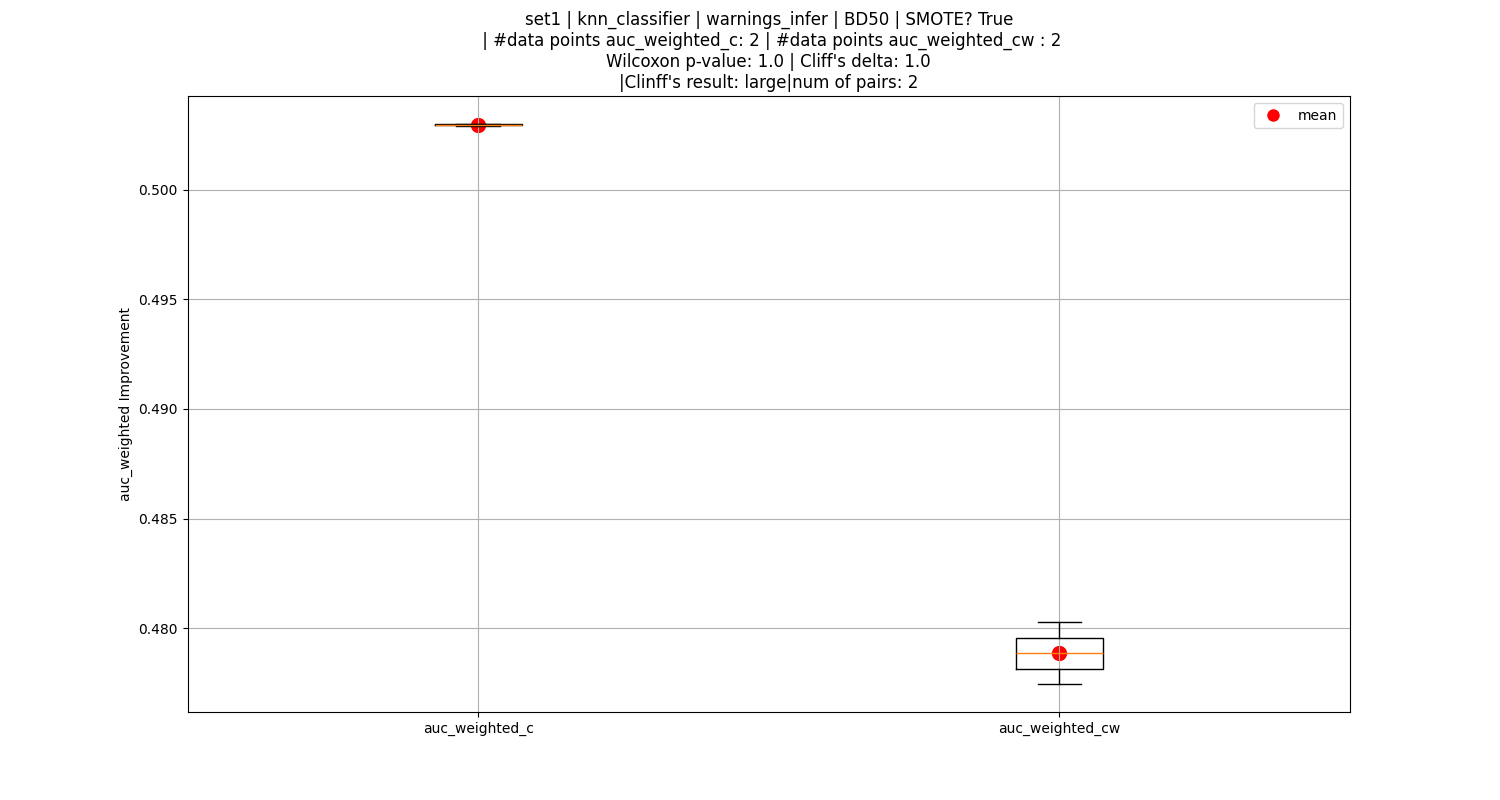 set1 | knn_classifier | warnings_infer | BD50 | SMOTE? True
| #data points auc_weighted_c: 2 | #data points auc_weighted_cw : 2
Wilcoxon p-value: 1.0 | Cliff's delta: 1.0
|Clinff's result: large|num of pairs: 2
mean
0.500
0.495
0.490
0.485
0.480
auc_weighted Improvement
auc_weighted_c
auc_weighted_cw